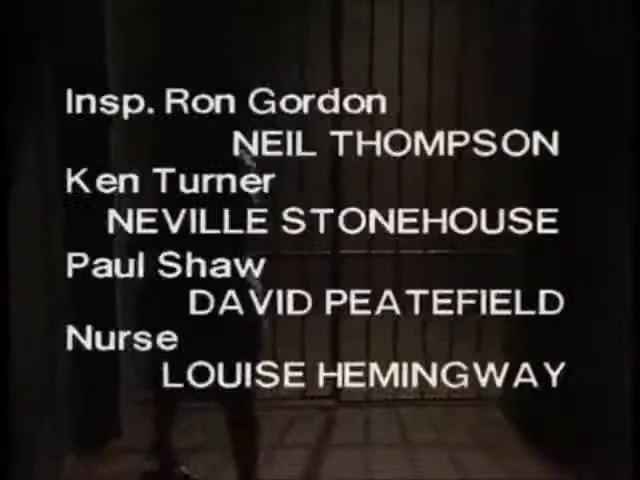 Insp. Ron Gordon
NEIL THOMPSON
Ken Turner
NEVILLE STONEHOUSE
Paul Shaw
DAVID PEATEFIELD
Nurse
LOUISE HEMINGWAY